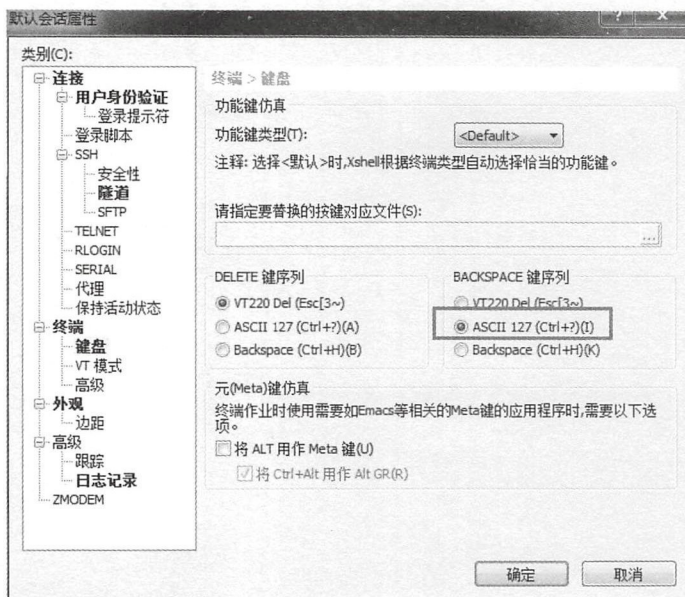 默认会话属性
类别(C):
连接
用户身份验证
登录提示符
登录脚本
SSH
安全性
隧道
SFTP
TELNET
RLOGIN
SERIAL
代理
保持活动状态
终端
键盘
VT 模式
高级
外观
边距
高级
跟踪
日志记录
ZMODEM
终端 > 键盘
功能键仿真
功能键类型(T):
<Default>
注释: 选择<默认>时,Xshell根据终端类型自动选择恰当的功能键。
请指定要替换的按键对应文件(S):
...
DELETE 键序列
VT220 Del (Esc[3~)
ASCII 127 (Ctrl+?)(A)
Backspace (Ctrl+H)(B)
BACKSPACE 键序列
VT220 Del (Esc[3~)
ASCII 127 (Ctrl+?)(I)
Backspace (Ctrl+H)(K)
元(Meta)键仿真
终端作业时使用需要如Emacs等相关的Meta键的应用程序时,需要以下选
项。
将 ALT 用作 Meta 键(U)
将 Ctrl+Alt 用作 Alt GR(R)
确定
取消